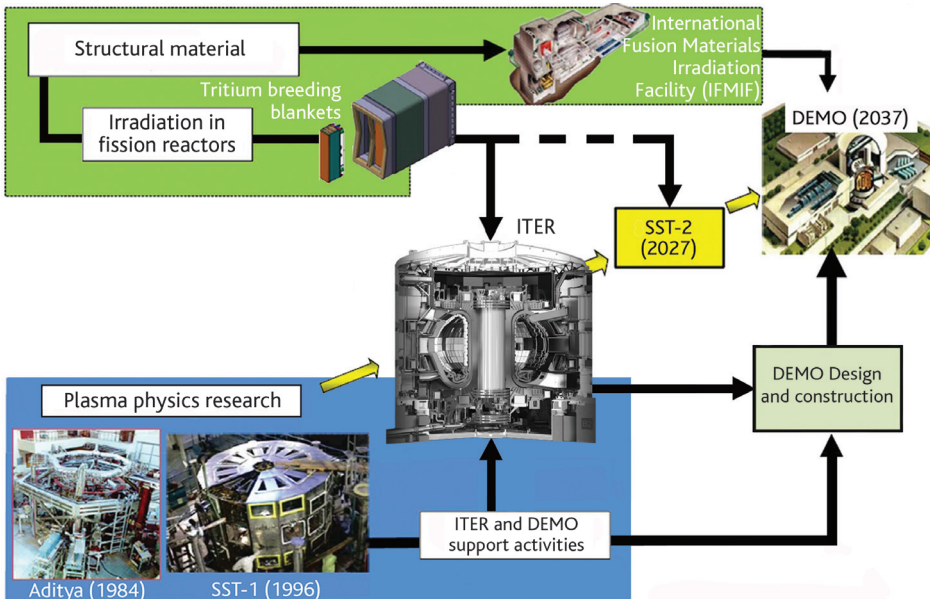 Structural material
International
Fusion Materials
Irradiation
Facility (IFMIF)
Tritium breeding
blankets
Irradiation in
fission reactors
DEMO (2037)
ITER
SST-2
(2027)
Plasma physics research
DEMO Design
and construction
ITER and DEMO
support activities
Aditya (1984)
SST-1 (1996)